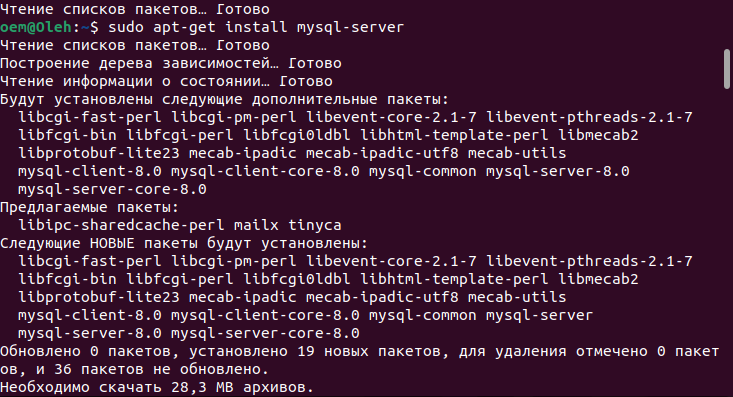 Чтение списков пакетов… Готово
oem@Oleh:~$ sudo apt-get install mysql-server
Чтение списков пакетов… Готово
Построение дерева зависимостей… Готово
Чтение информации о состоянии… Готово
Будут установлены следующие дополнительные пакеты:
  libcgi-fast-perl libcgi-pm-perl libevent-core-2.1-7 libevent-pthreads-2.1-7
  libfcgi-bin libfcgi-perl libfcgi0ldbl libhtml-template-perl libmecab2
  libprotobuf-lite23 mecab-ipadic mecab-ipadic-utf8 mecab-utils
  mysql-client-8.0 mysql-client-core-8.0 mysql-common mysql-server-8.0
  mysql-server-core-8.0
Предлагаемые пакеты:
  libipc-sharedcache-perl mailx tinyca
Следующие НОВЫЕ пакеты будут установлены:
  libcgi-fast-perl libcgi-pm-perl libevent-core-2.1-7 libevent-pthreads-2.1-7
  libfcgi-bin libfcgi-perl libfcgi0ldbl libhtml-template-perl libmecab2
  libprotobuf-lite23 mecab-ipadic mecab-ipadic-utf8 mecab-utils
  mysql-client-8.0 mysql-client-core-8.0 mysql-common mysql-server
  mysql-server-8.0 mysql-server-core-8.0
Обновлено 0 пакетов, установлено 19 новых пакетов, для удаления отмечено 0 пакет
ов, и 36 пакетов не обновлено.
Необходимо скачать 28,3 MB архивов.